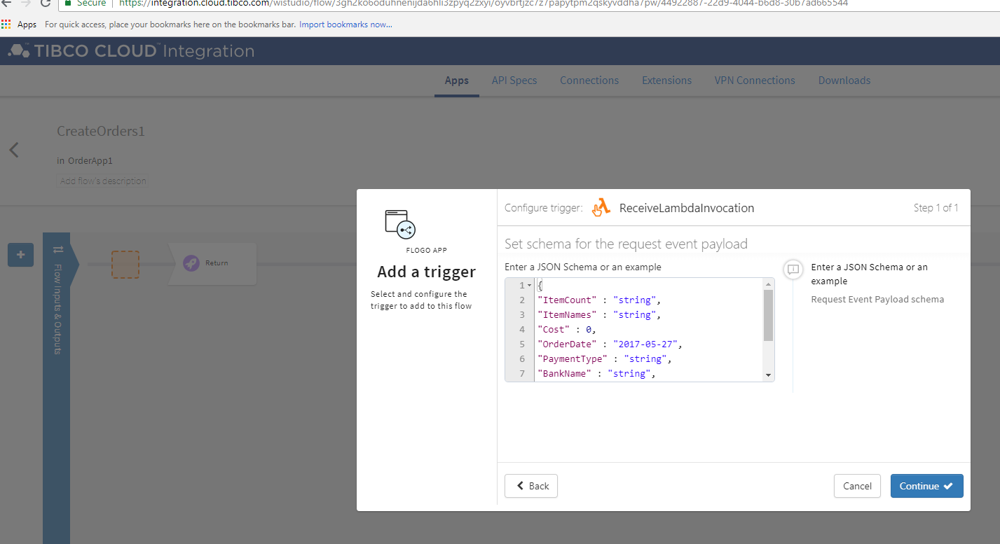 Secure https://integration.cloud.tibco.com/wistudio/flow/3gh2ko6oduhnenijda6hli3zpyq2zxyi/oyvbrtjzc7z7papytpm2qskyvddha7pw/44922887-22d9-4044-b6d8-30b7ad665544
Apps For quick access, place your bookmarks here on the bookmarks bar. Import bookmarks now...
TIBCO CLOUD™ Integration
Apps API Specs Connections Extensions VPN Connections Downloads
CreateOrders1
in OrderApp1
Add flow's description
Flow Inputs & Outputs
Return
FLOGO APP
Add a trigger
Select and configure the
trigger to add to this flow
Configure trigger: ReceiveLambdaInvocation Step 1 of 1
Set schema for the request event payload
Enter a JSON Schema or an example
1 {
2 "ItemCount" : "string",
3 "ItemNames" : "string",
4 "Cost" : 0,
5 "OrderDate" : "2017-05-27",
6 "PaymentType" : "string",
7 "BankName" : "string",
Enter a JSON Schema or an
example
Request Event Payload schema
Back Cancel Continue